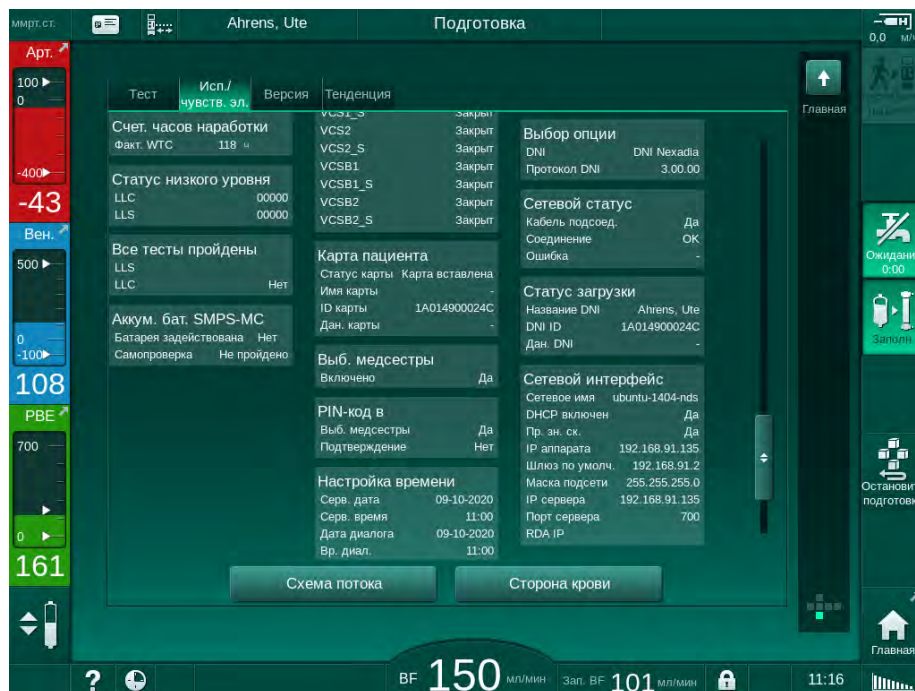 ммрт.ст.
Ahrens, Ute
Подготовка
0,0 м/ч
Арт.
100
0
-400
-43
Вен.
500
0
-100
108
PBE
700
0
161
Тест
Исп./
чувств. эл.
Версия
Тенденция
Главная
Счет. часов наработки
Факт. WTC 118 ч
Статус низкого уровня
LLC 00000
LLS 00000
Все тесты пройдены
LLS
LLC Нет
Аккум. бат. SMPS-MC
Батарея задействована Нет
Самопроверка Не пройдено
VCS1_S Закрыт
VCS2 Закрыт
VCS2_S Закрыт
VCSB1 Закрыт
VCSB1_S Закрыт
VCSB2 Закрыт
VCSB2_S Закрыт
Карта пациента
Статус карты Карта вставлена
Имя карты -
ID карты 1A014900024C
Дан. карты -
Выб. медсестры
Включено Да
PIN-код в
Выб. медсестры Да
Подтверждение Нет
Настройка времени
Серв. дата 09-10-2020
Серв. время 11:00
Дата диалога 09-10-2020
Вр. диал. 11:00
Выбор опции
DNI DNI Nexadia
Протокол DNI 3.00.00
Сетевой статус
Кабель подсоед. Да
Соединение OK
Ошибка -
Статус загрузки
Название DNI Ahrens, Ute
DNI ID 1A014900024C
Дан. DNI -
Сетевой интерфейс
Сетевое имя ubuntu-1404-nds
DHCP включен Да
Пр. зн. ск. Да
IP аппарата 192.168.91.135
Шлюз по умолч. 192.168.91.2
Маска подсети 255.255.255.0
IP сервера 192.168.91.135
Порт сервера 700
RDA IP
Схема потока
Сторона крови
Ожидани
0:00
Заполн.
Останови
подготовк
Главная
?
BF 150 мл/мин
Зап. BF 101 мл/мин
11:16